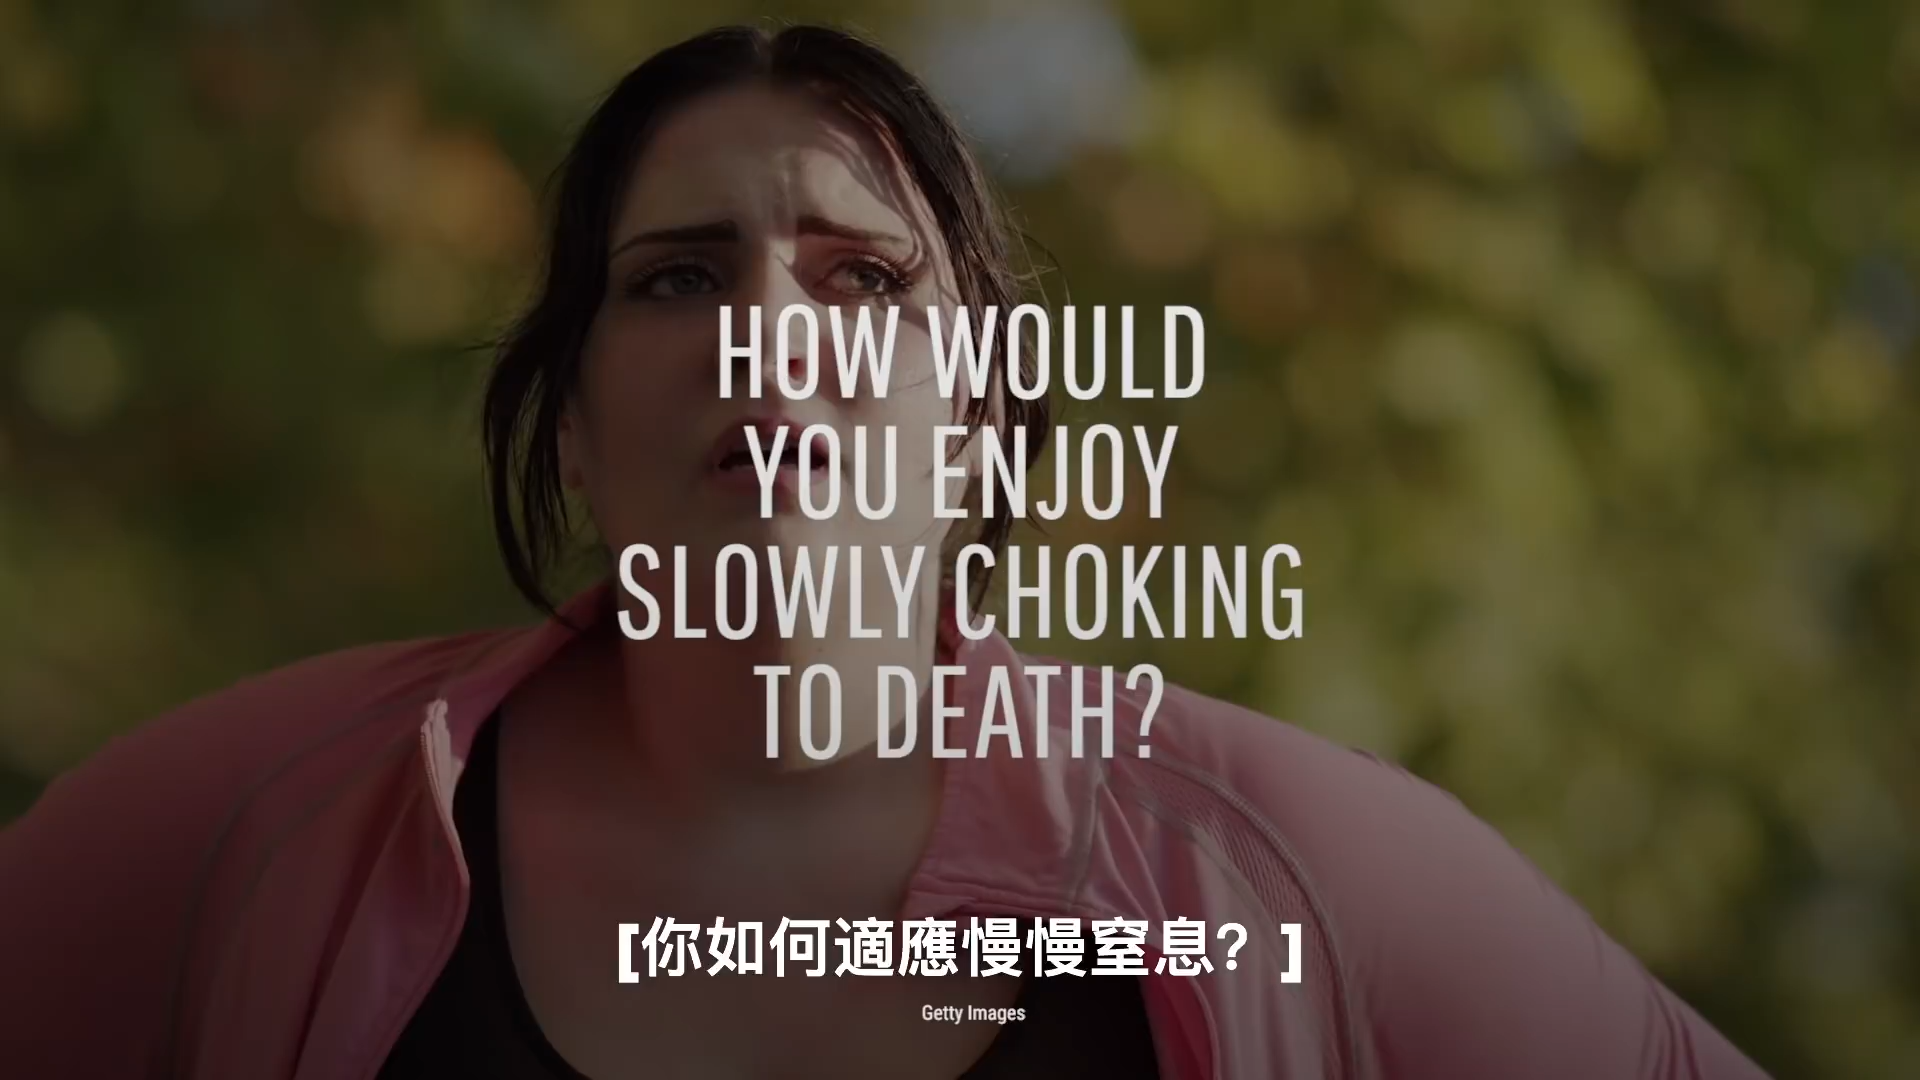 HOW WOULD
YOU ENJOY
SLOWLY CHOKING
TO DEATH?
[你如何適應慢慢窒息？]
Getty Images